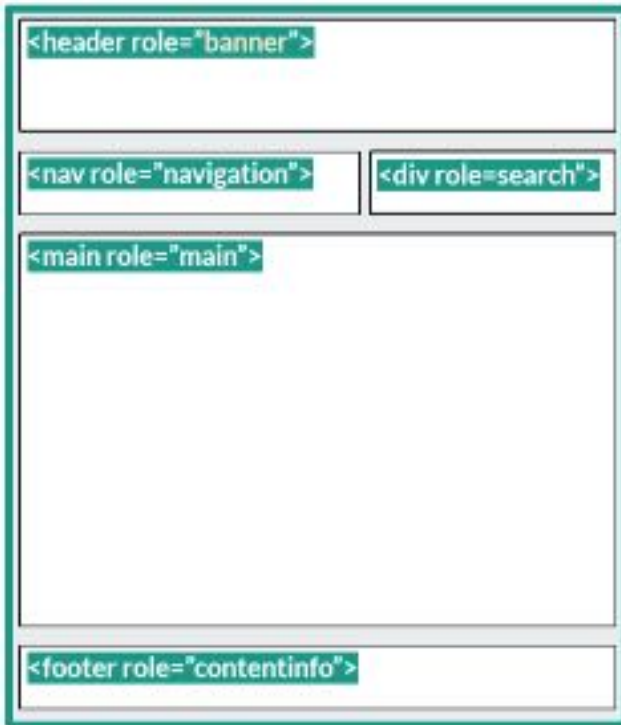 <header role="banner">
<nav role="navigation">
<div role=search">
<main role="main">
<footer role="contentinfo">